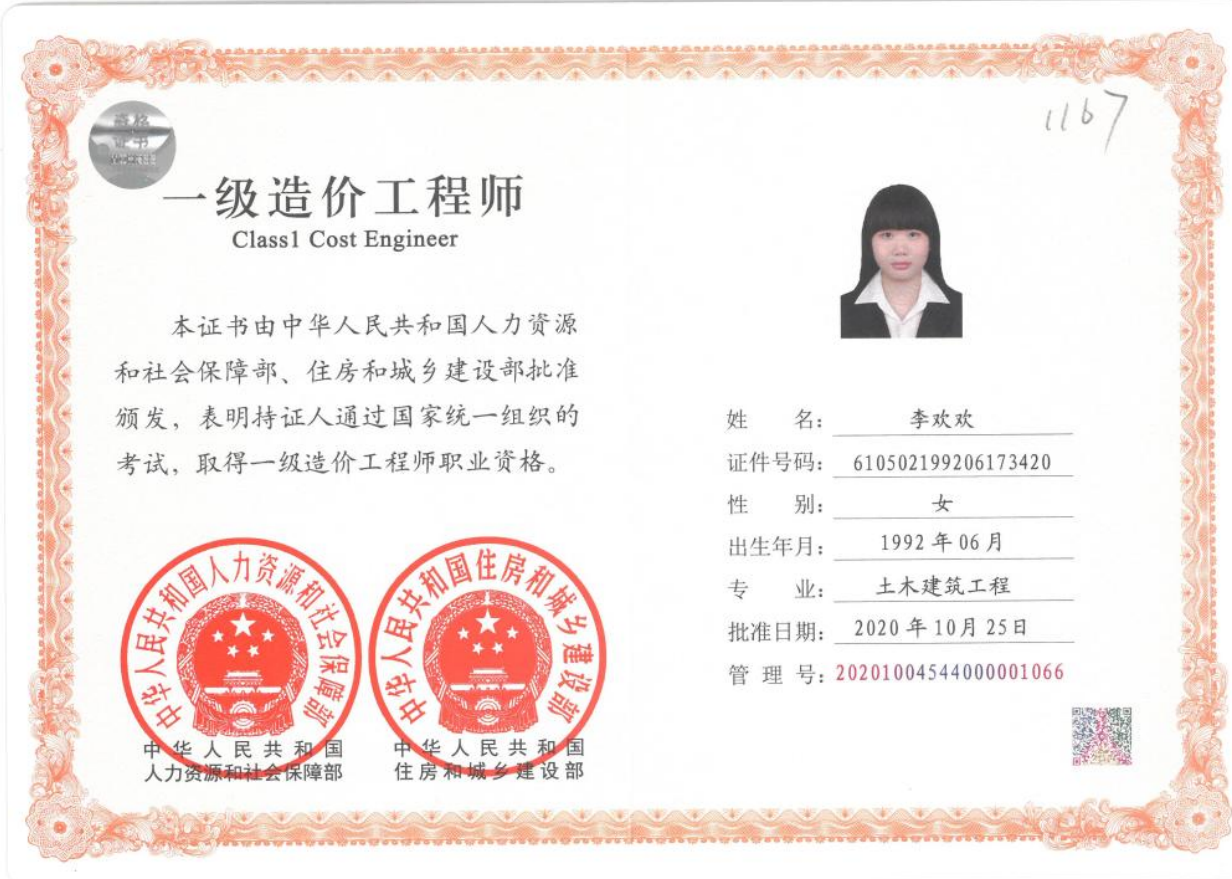 资格
证书
一级造价工程师
Class1 Cost Engineer
本证书由中华人民共和国人力资源
和社会保障部、住房和城乡建设部批准
颁发，表明持证人通过国家统一组织的
考试，取得一级造价工程师职业资格。
中华人民共和国人力资源和社会保障部
中华人民共和国
人力资源和社会保障部
中华人民共和国住房和城乡建设部
中华人民共和国
住房和城乡建设部
1167
姓 名：李欢欢
证件号码：610502199206173420
性 别：女
出生年月：1992年06月
专 业：土木建筑工程
批准日期：2020年10月25日
管 理 号：20201004544000001066